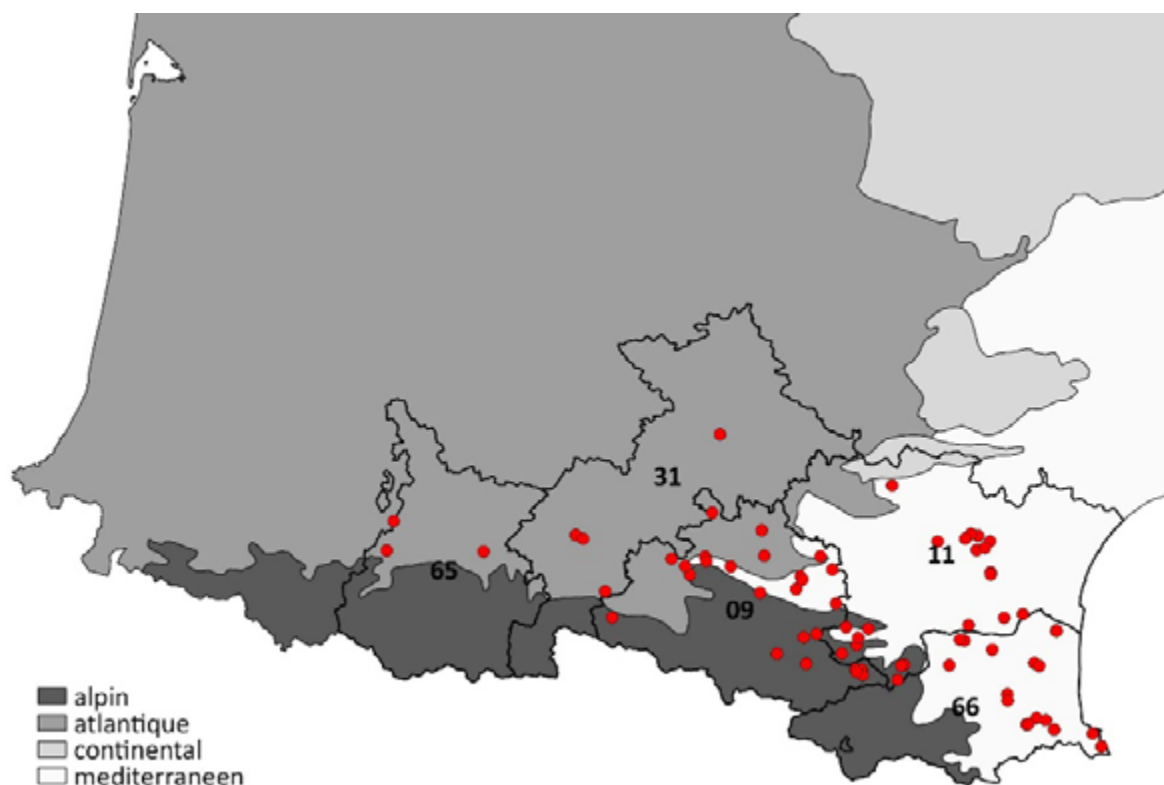 31
65
11
09
66
alpin
atlantique
continental
mediterraneen